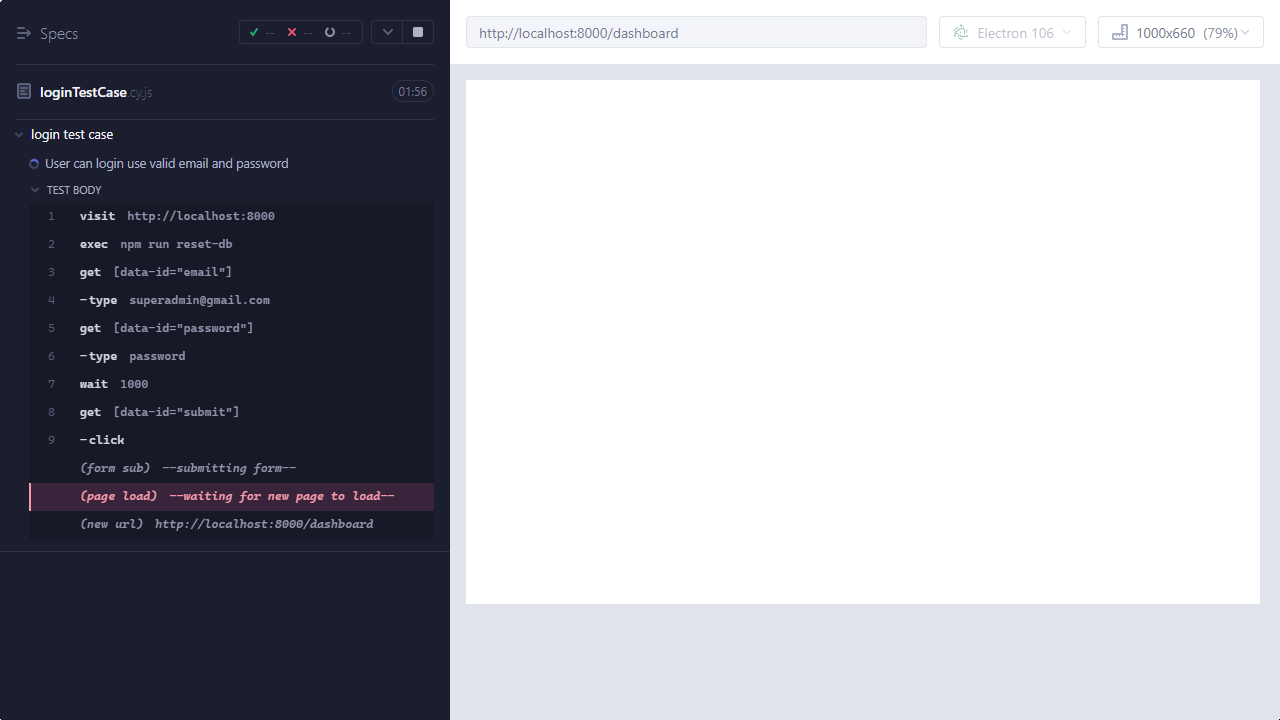 Specs
-- -- --
loginTestCase.cy.js 01:56
login test case
User can login use valid email and password
TEST BODY
1 visit http://localhost:8000
2 exec npm run reset-db
3 get [data-id="email"]
4 -type superadmin@gmail.com
5 get [data-id="password"]
6 -type password
7 wait 1000
8 get [data-id="submit"]
9 -click
(form sub) --submitting form--
(page load) --waiting for new page to load--
(new url) http://localhost:8000/dashboard
http://localhost:8000/dashboard
Electron 106
1000x660 (79%)